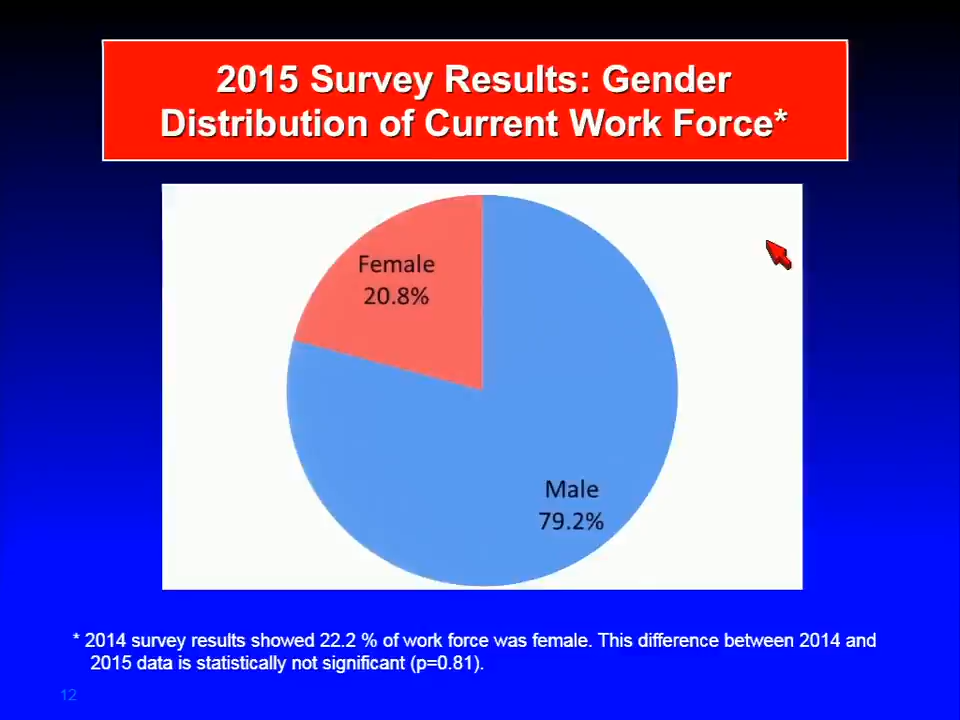 2015 Survey Results: Gender
Distribution of Current Work Force*
Female
20.8%
Male
79.2%
* 2014 survey results showed 22.2 % of work force was female. This difference between 2014 and
2015 data is statistically not significant (p=0.81).
12